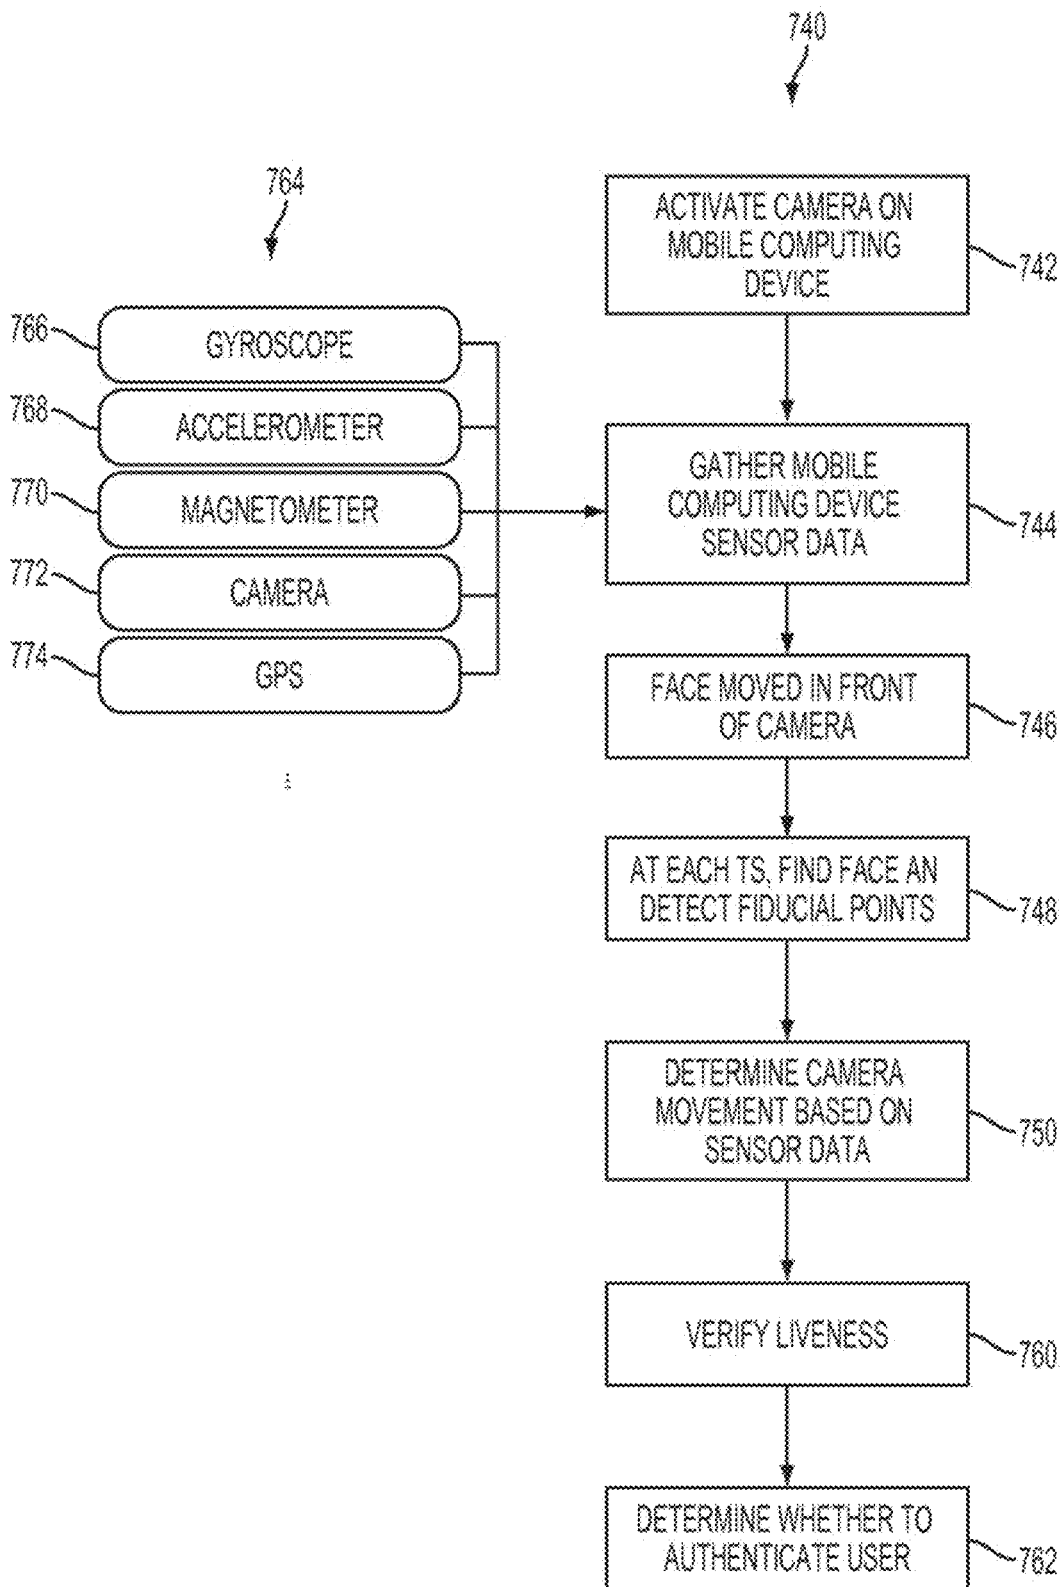 740
764
ACTIVATE CAMERA ON
MOBILE COMPUTING
DEVICE
742
766
GYROSCOPE
768
ACCELEROMETER
770
MAGNETOMETER
772
CAMERA
774
GPS
GATHER MOBILE
COMPUTING DEVICE
SENSOR DATA
744
FACE MOVED IN FRONT
OF CAMERA
746
AT EACH TS, FIND FACE AN
DETECT FIDUCIAL POINTS
748
DETERMINE CAMERA
MOVEMENT BASED ON
SENSOR DATA
750
VERIFY LIVENESS
760
DETERMINE WHETHER TO
AUTHENTICATE USER
762